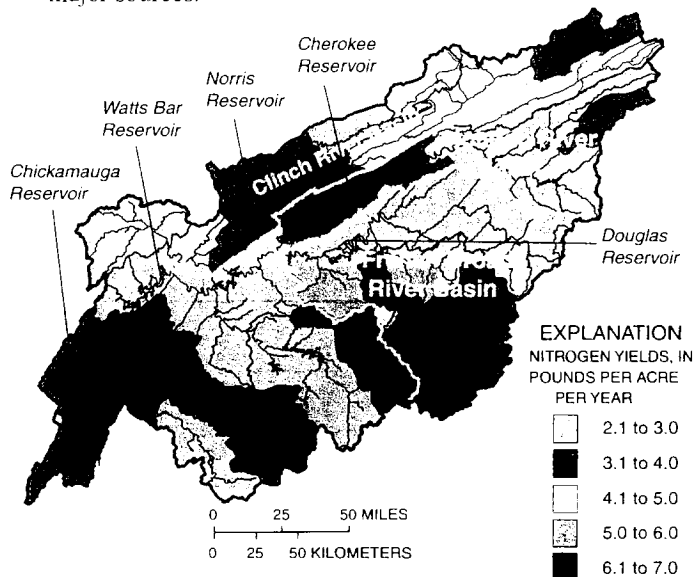 major sources.
Cherokee
Reservoir
Norris
Reservoir
Watts Bar
Reservoir
Chickamauga
Reservoir
Clinch River
Douglas
Reservoir
River Basin
EXPLANATION
NITROGEN YIELDS, IN
POUNDS PER ACRE
PER YEAR
2.1 to 3.0
3.1 to 4.0
4.1 to 5.0
5.0 to 6.0
6.1 to 7.0
0 25 50 MILES
0 25 50 KILOMETERS